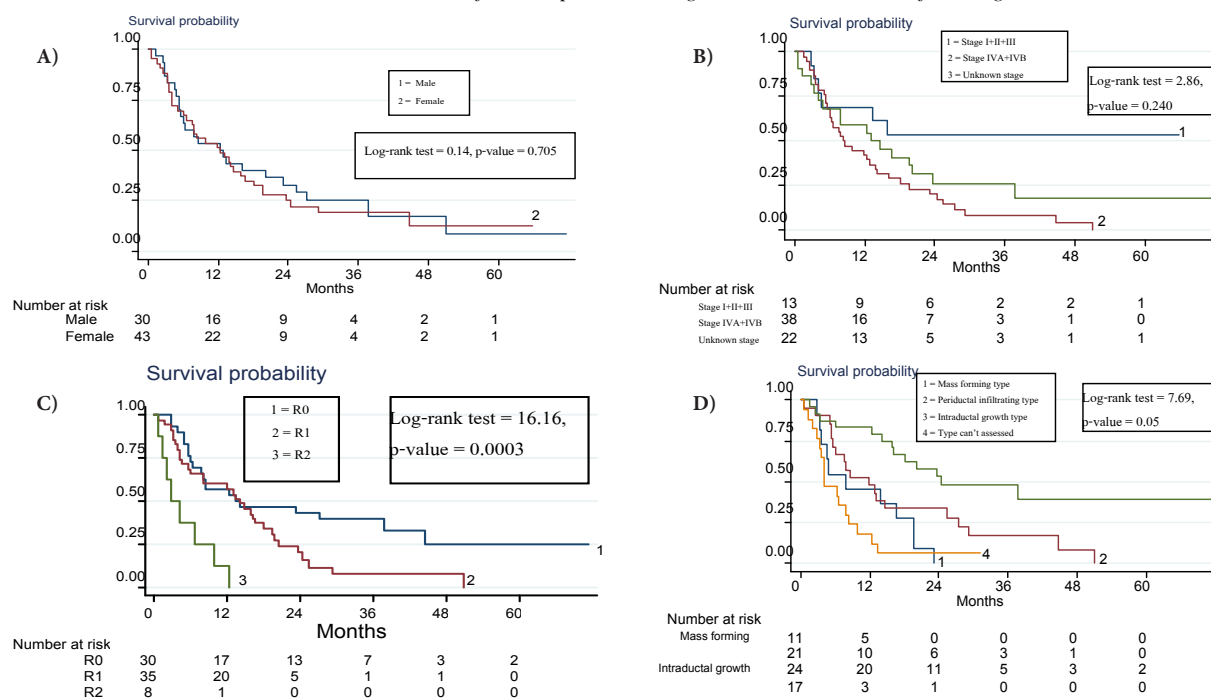 Survival probability
A)
1.00
0.75
0.50
0.25
0.00
1 = Male
2 = Female
Log-rank test = 0.14, p-value = 0.705
2
0 12 24 36 48 60
Months
Number at risk
Male 30 16 9 4 2 1
Female 43 22 9 4 2 1
Survival probability
B)
1.00
0.75
0.50
0.25
0.00
1 = Stage I+II+III
2 = Stage IVA+IVB
3 = Unknown stage
Log-rank test = 2.86,
p-value = 0.240
1
2
0 12 24 36 48 60
Months
Number at risk
Stage I+II+III 13 9 6 2 2 1
Stage IVA+IVB 38 16 7 3 1 0
Unknown stage 22 13 5 3 1 1
Survival probability
C)
1.00
0.75
0.50
0.25
0.00
1 = R0
2 = R1
3 = R2
Log-rank test = 16.16,
p-value = 0.0003
1
2
3
0 12 24 36 48 60
Months
Number at risk
R0 30 17 13 7 3 2
R1 35 20 5 1 1 0
R2 8 1 0 0 0 0
Survival probability
D)
1.00
0.75
0.50
0.25
0.00
1 = Mass forming type
2 = Periductal infiltrating type
3 = Intraductal growth type
4 = Type can't assessed
Log-rank test = 7.69,
p-value = 0.05
4
1
2
0 12 24 36 48 60
Months
Number at risk
Mass forming 11 5 0 0 0 0
21 10 6 3 1 0
Intraductal growth 24 20 11 5 3 2
17 3 1 0 0 0